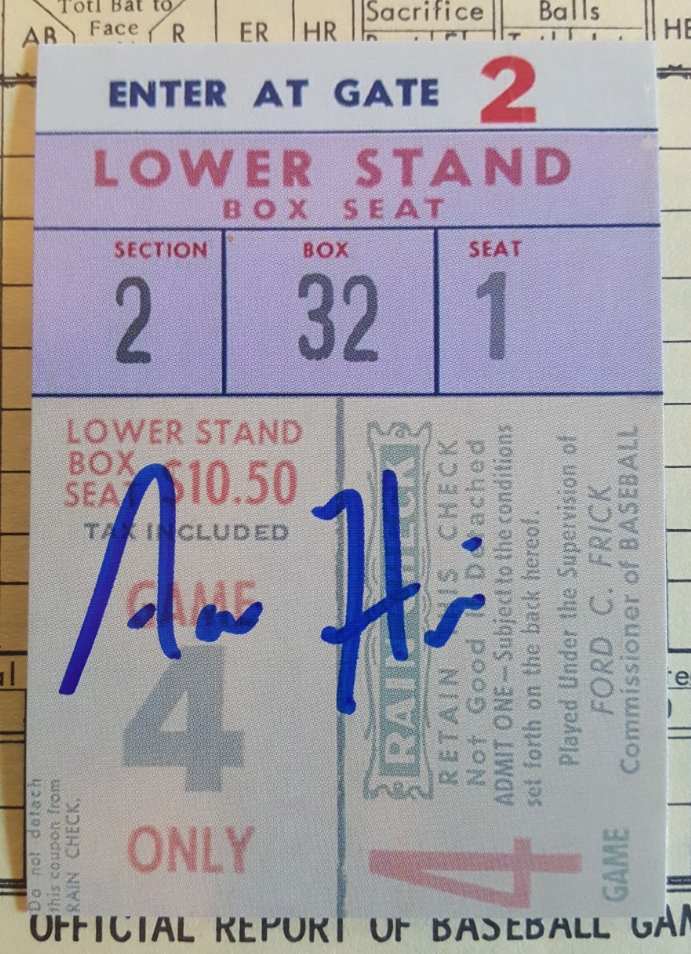 Totl Bat to
Face
AB
R
ER
HR
Sacrifice
Balls
ENTER AT GATE 2
LOWER STAND
BOX SEAT
SECTION BOX SEAT
2 32 1
LOWER STAND
BOX
SEAT $10.50
TAX INCLUDED
GAME
4
ONLY
Do not detach
this coupon from
RAIN CHECK.
RAIN CHECK
RETAIN THIS CHECK
Not Good If Detached
ADMIT ONE—Subject to the conditions
set forth on the back hereof.
Played Under the Supervision of
FORD C. FRICK
Commissioner of BASEBALL
4
GAME
OFFICIAL REPORT OF BASEBALL GAM